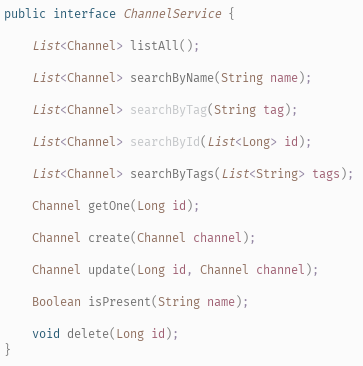 public interface ChannelService {
List<Channel> listAll();
List<Channel> searchByName(String name);
List<Channel> searchByTag(String tag);
List<Channel> searchById(List<Long> id);
List<Channel> searchByTags(List<String> tags);
Channel getOne(Long id);
Channel create(Channel channel);
Channel update(Long id, Channel channel);
Boolean isPresent(String name);
void delete(Long id);
}